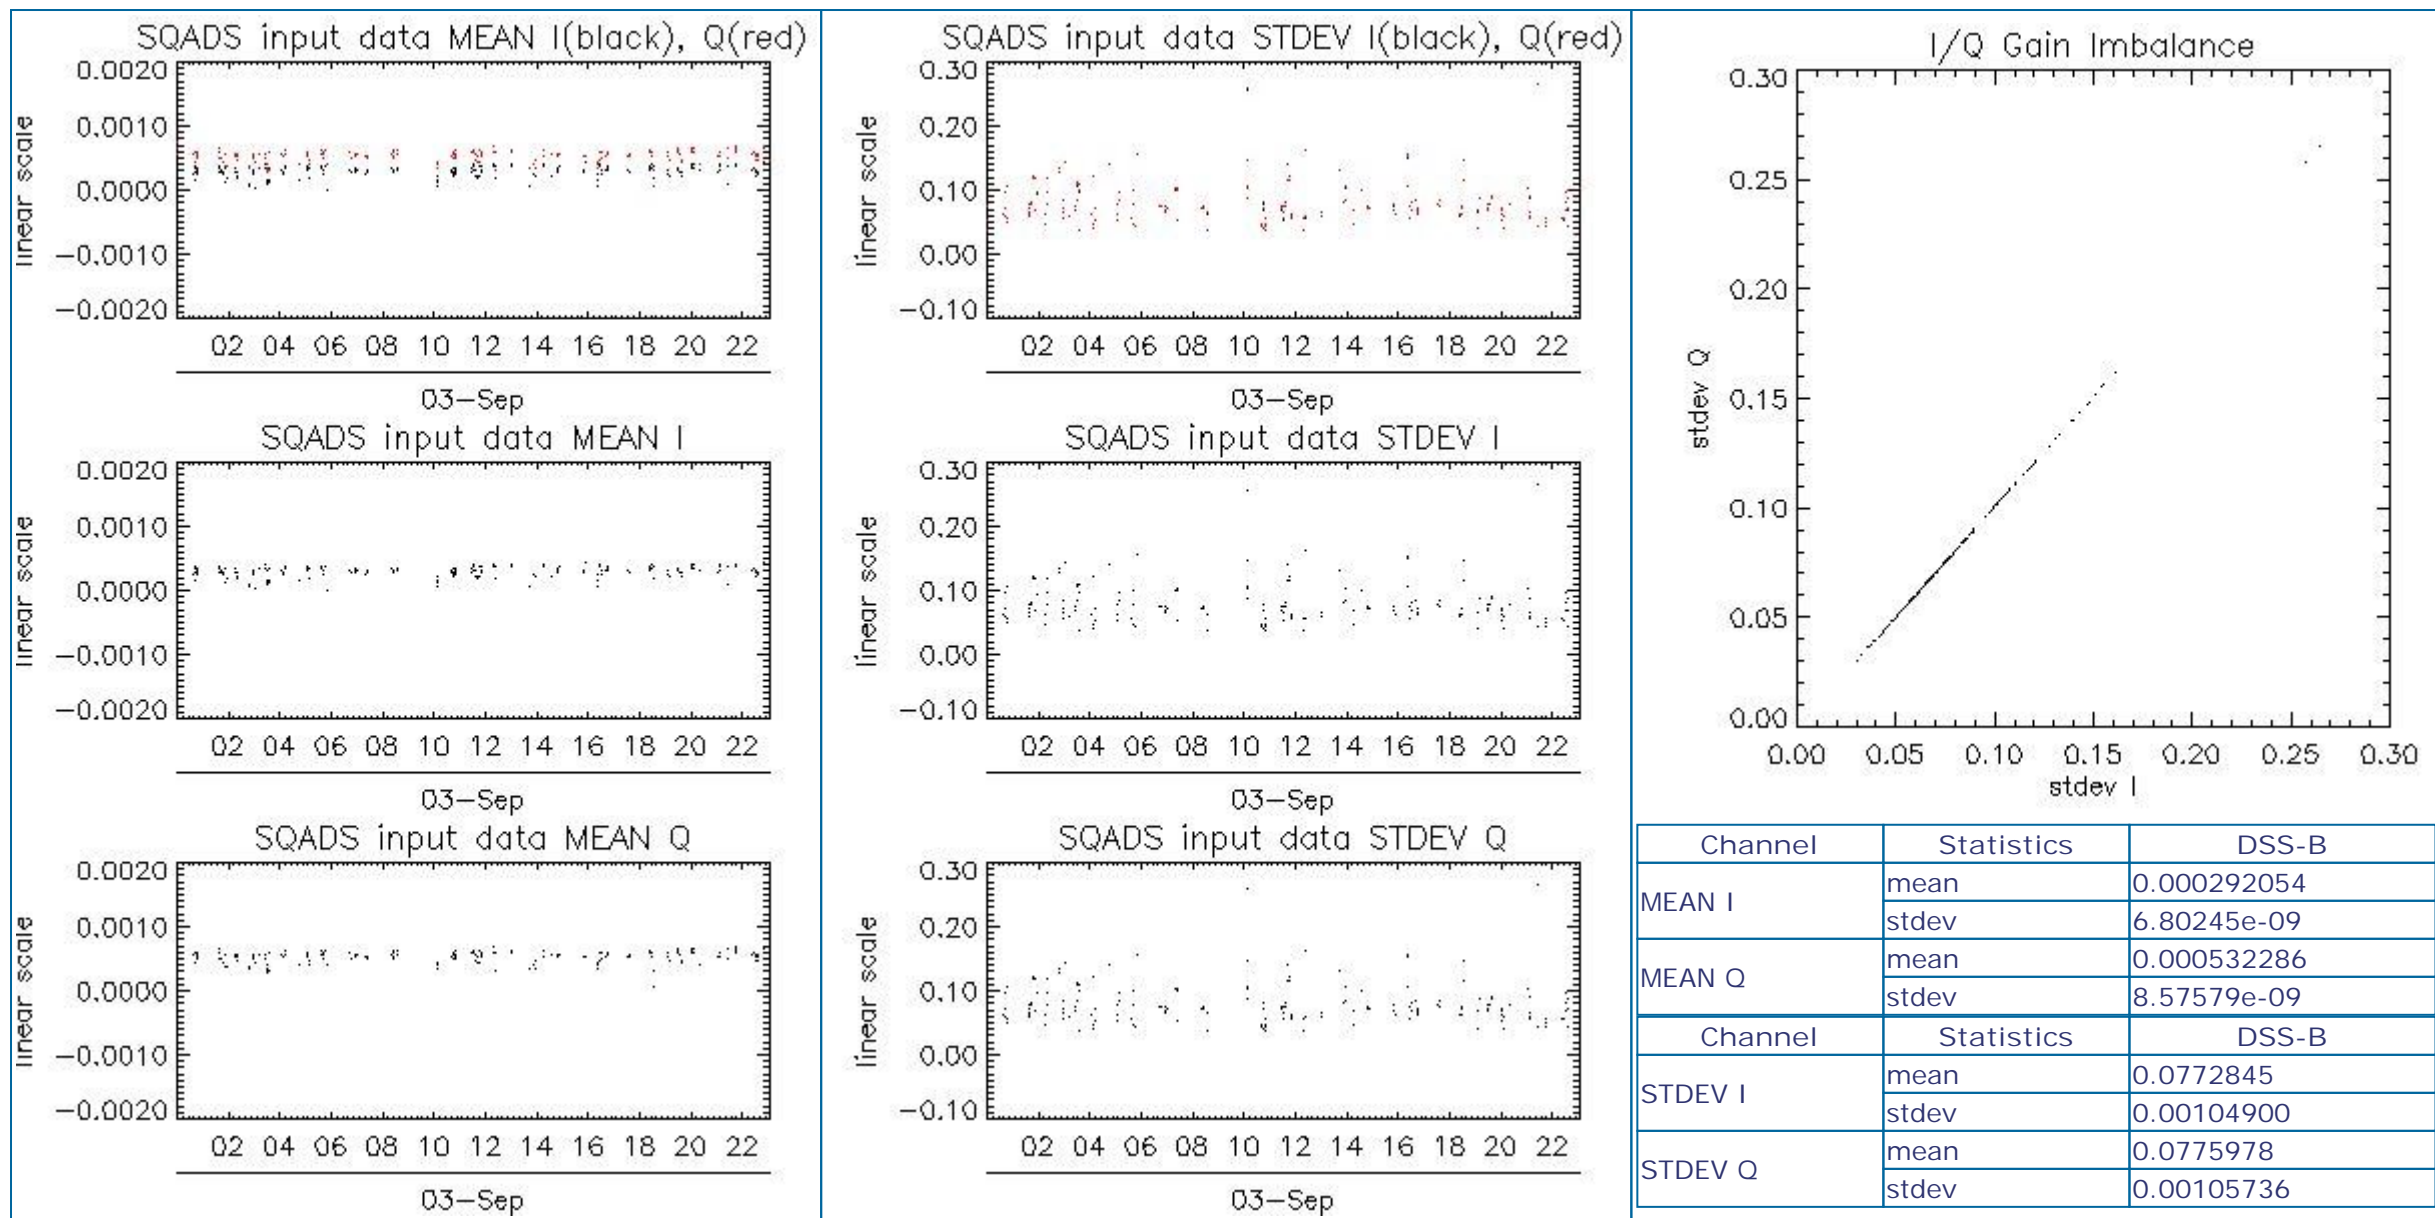 SQADS input data MEAN I(black), Q(red)
0.0020
0.0010
0.0000
-0.0010
-0.0020
linear scale
02 04 06 08 10 12 14 16 18 20 22
03-Sep
SQADS input data MEAN I
0.0020
0.0010
0.0000
-0.0010
-0.0020
linear scale
02 04 06 08 10 12 14 16 18 20 22
03-Sep
SQADS input data MEAN Q
0.0020
0.0010
0.0000
-0.0010
-0.0020
linear scale
02 04 06 08 10 12 14 16 18 20 22
03-Sep
SQADS input data STDEV I(black), Q(red)
0.30
0.20
0.10
0.00
-0.10
linear scale
02 04 06 08 10 12 14 16 18 20 22
03-Sep
SQADS input data STDEV I
0.30
0.20
0.10
0.00
-0.10
linear scale
02 04 06 08 10 12 14 16 18 20 22
03-Sep
SQADS input data STDEV Q
0.30
0.20
0.10
0.00
-0.10
linear scale
02 04 06 08 10 12 14 16 18 20 22
03-Sep
I/Q Gain Imbalance
0.30
0.25
0.20
0.15
0.10
0.05
0.00
stdev Q
0.00 0.05 0.10 0.15 0.20 0.25 0.30
stdev I
Channel Statistics DSS-B
MEAN I mean 0.000292054
stdev 6.80245e-09
MEAN Q mean 0.000532286
stdev 8.57579e-09
Channel Statistics DSS-B
STDEV I mean 0.0772845
stdev 0.00104900
STDEV Q mean 0.0775978
stdev 0.00105736